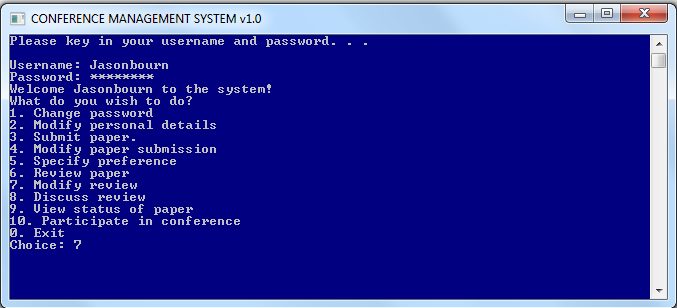 CONFERENCE MANAGEMENT SYSTEM v1.0
Please key in your username and password. . .
Username: Jasonbourn
Password: ********
Welcome Jasonbourn to the system!
What do you wish to do?
1. Change password
2. Modify personal details
3. Submit paper.
4. Modify paper submission
5. Specify preference
6. Review paper
7. Modify review
8. Discuss review
9. View status of paper
10. Participate in conference
0. Exit
Choice: 7